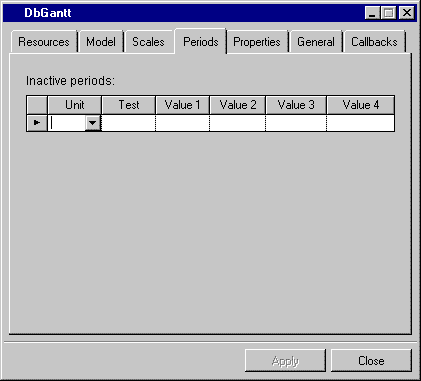 DbGantt
Resources Model Scales Periods Properties General Callbacks
Inactive periods:
Unit Test Value 1 Value 2 Value 3 Value 4
Apply Close